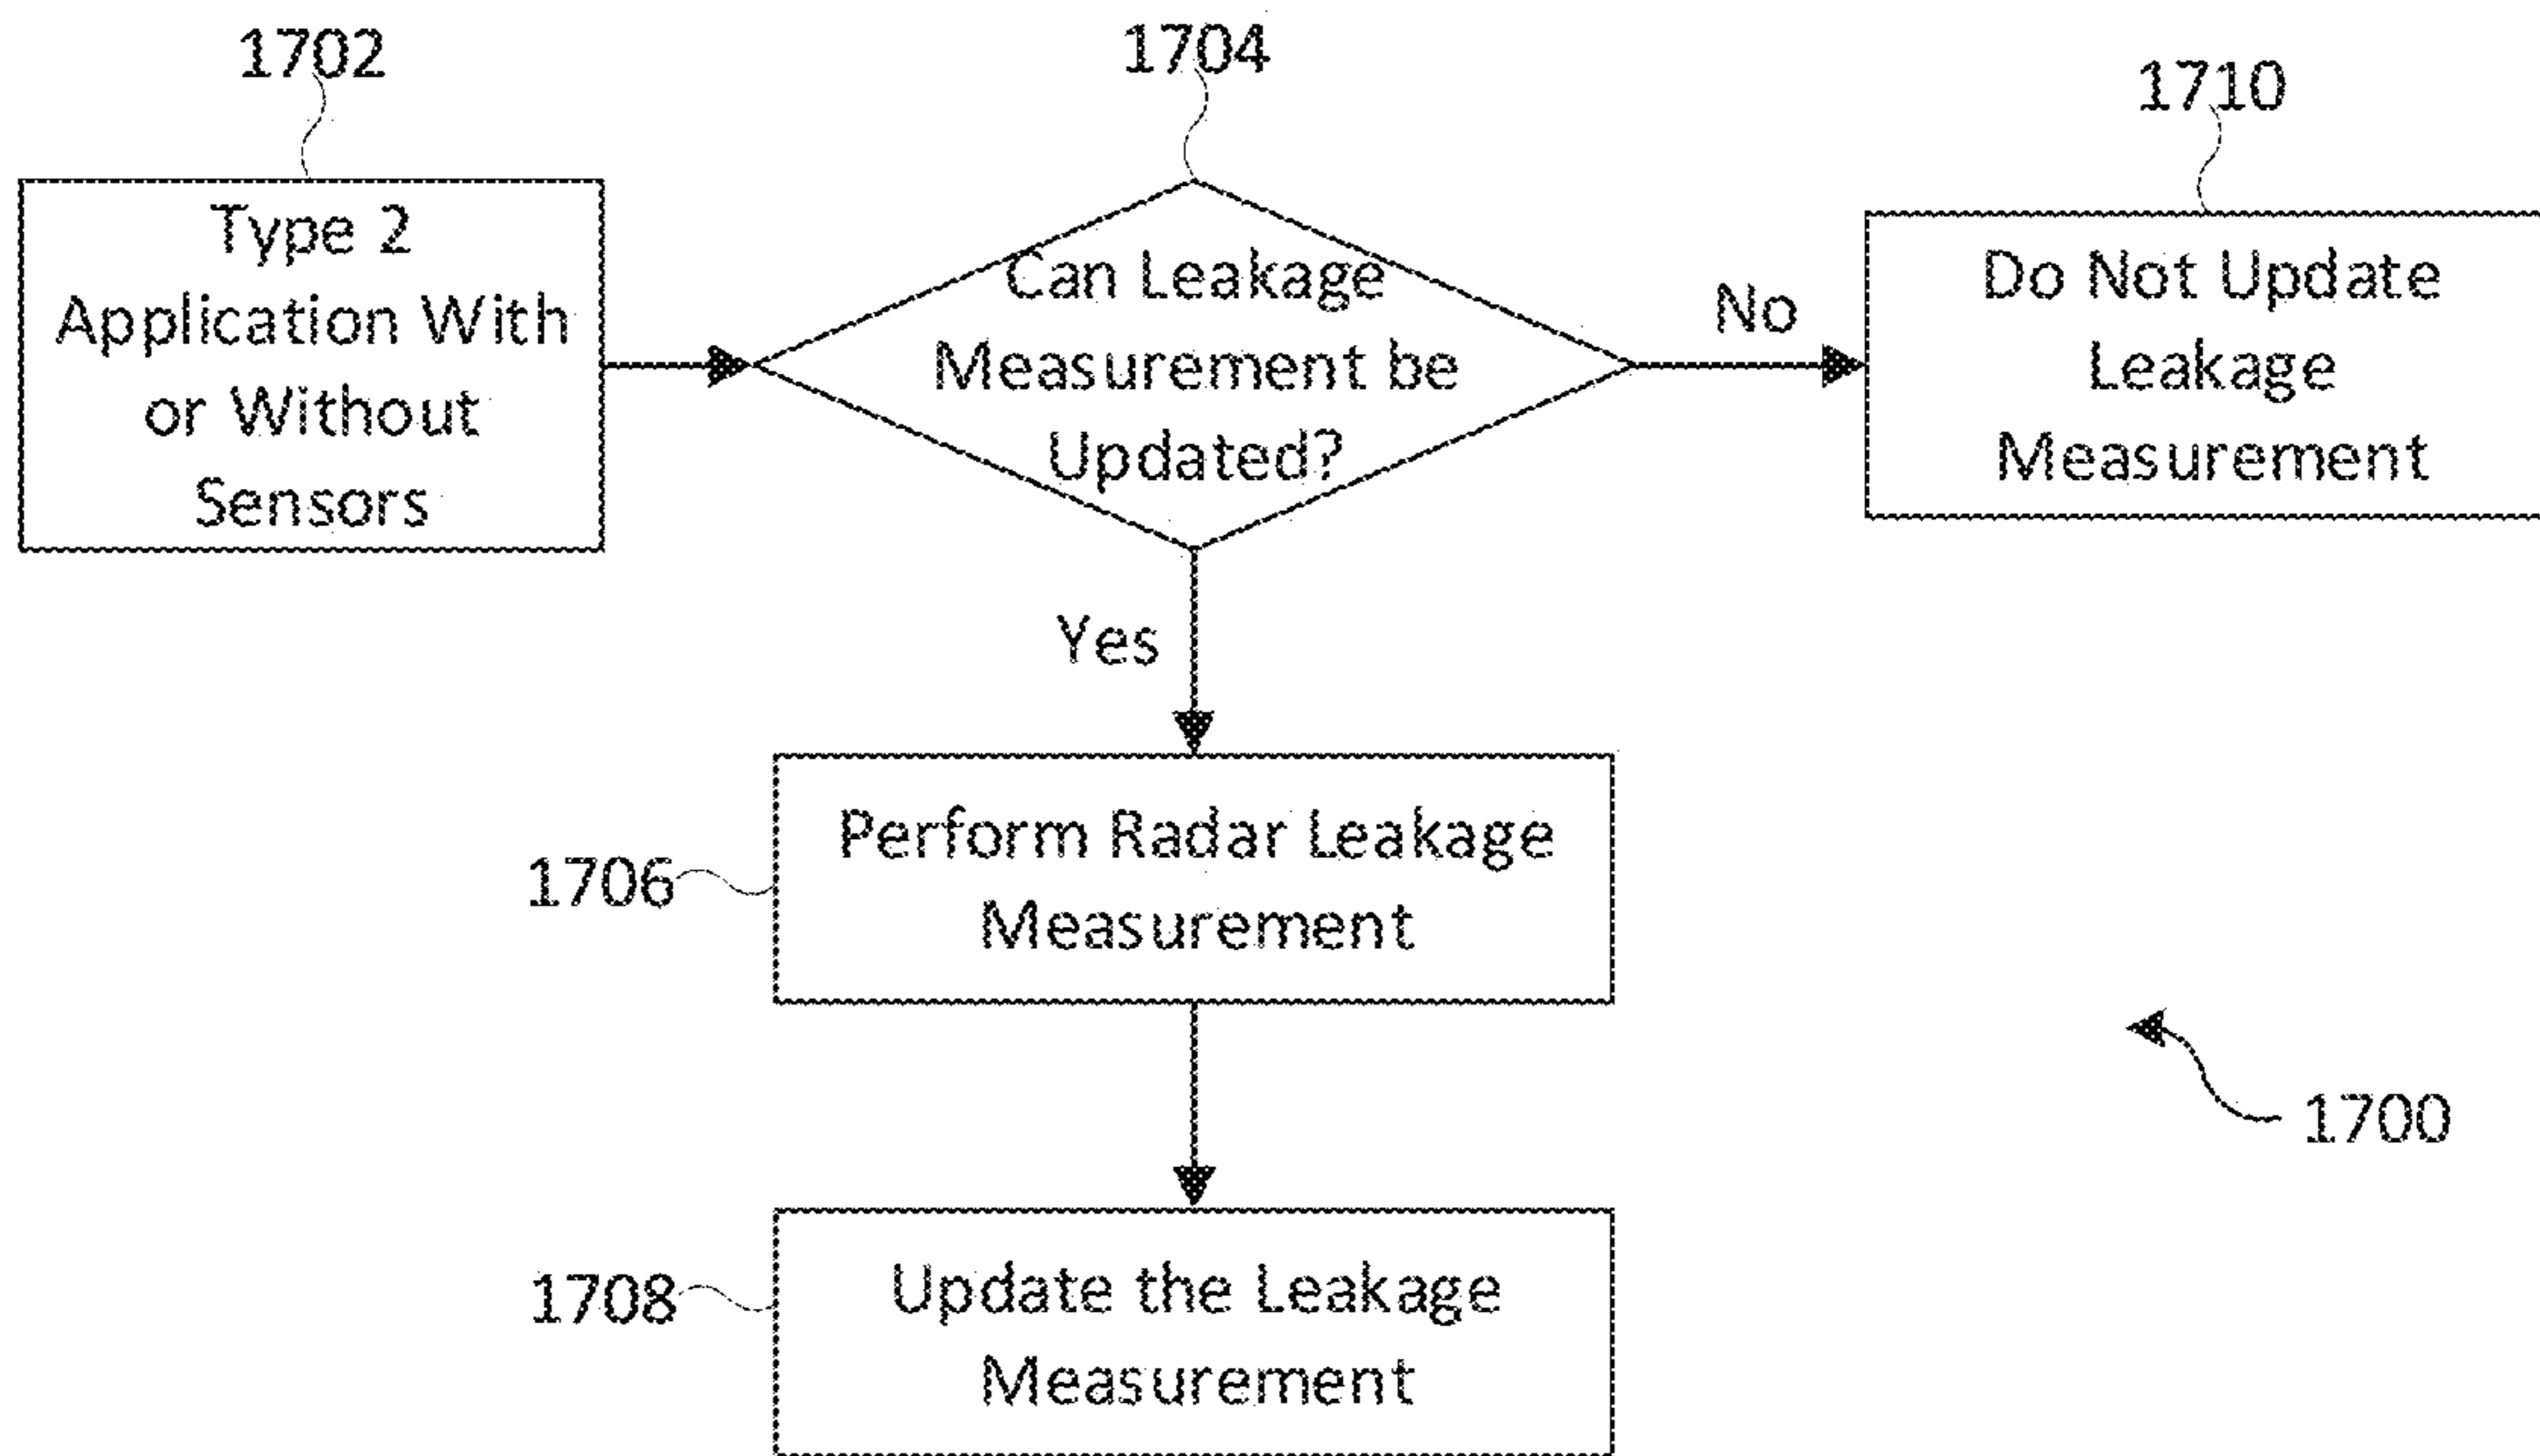 1702
Type 2
Application With
or Without
Sensors
1704
Can Leakage
Measurement be
Updated?
No
1710
Do Not Update
Leakage
Measurement
Yes
1706
Perform Radar Leakage
Measurement
1708
Update the Leakage
Measurement
1700